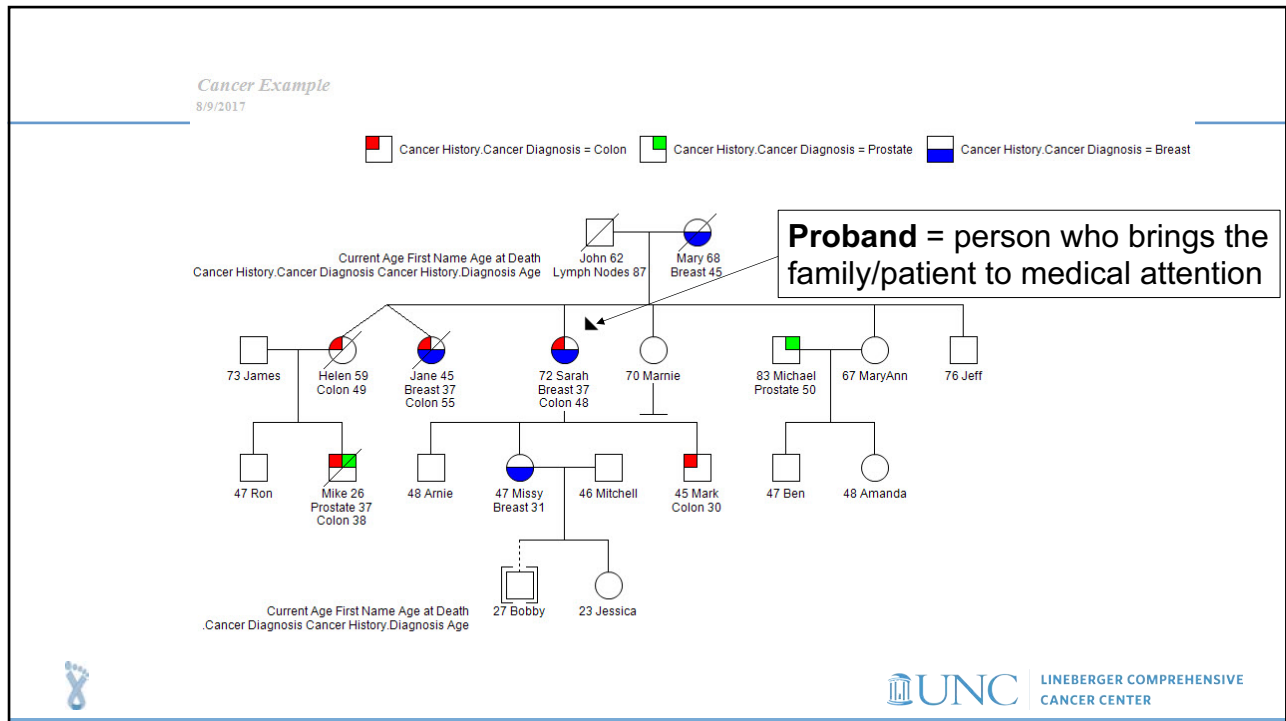 Cancer Example
8/9/2017
Cancer History.Cancer Diagnosis = Colon
Cancer History.Cancer Diagnosis = Prostate
Cancer History.Cancer Diagnosis = Breast
Proband = person who brings the
family/patient to medical attention
Current Age First Name Age at Death
Cancer History.Cancer Diagnosis Cancer History.Diagnosis Age
John 62
Lymph Nodes 87
Mary 68
Breast 45
73 James
Helen 59
Colon 49
Jane 45
Breast 37
Colon 55
72 Sarah
Breast 37
Colon 48
70 Marnie
83 Michael
Prostate 50
67 MaryAnn
76 Jeff
47 Ron
Mike 26
Prostate 37
Colon 38
48 Arnie
47 Missy
Breast 31
46 Mitchell
45 Mark
Colon 30
47 Ben
48 Amanda
Current Age First Name Age at Death
.Cancer Diagnosis Cancer History.Diagnosis Age
27 Bobby
23 Jessica
UNC
LINEBERGER COMPREHENSIVE
CANCER CENTER